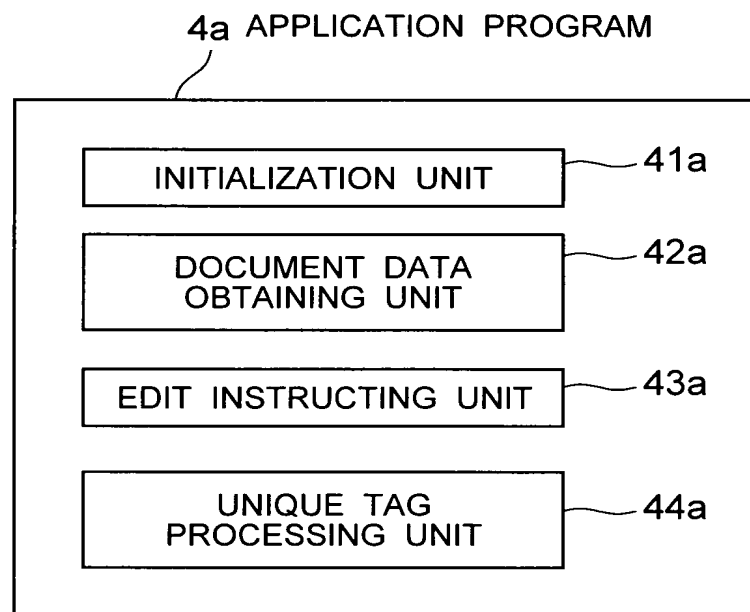 4a APPLICATION PROGRAM
INITIALIZATION UNIT
41a
DOCUMENT DATA
OBTAINING UNIT
42a
EDIT INSTRUCTING UNIT
43a
UNIQUE TAG
PROCESSING UNIT
44a